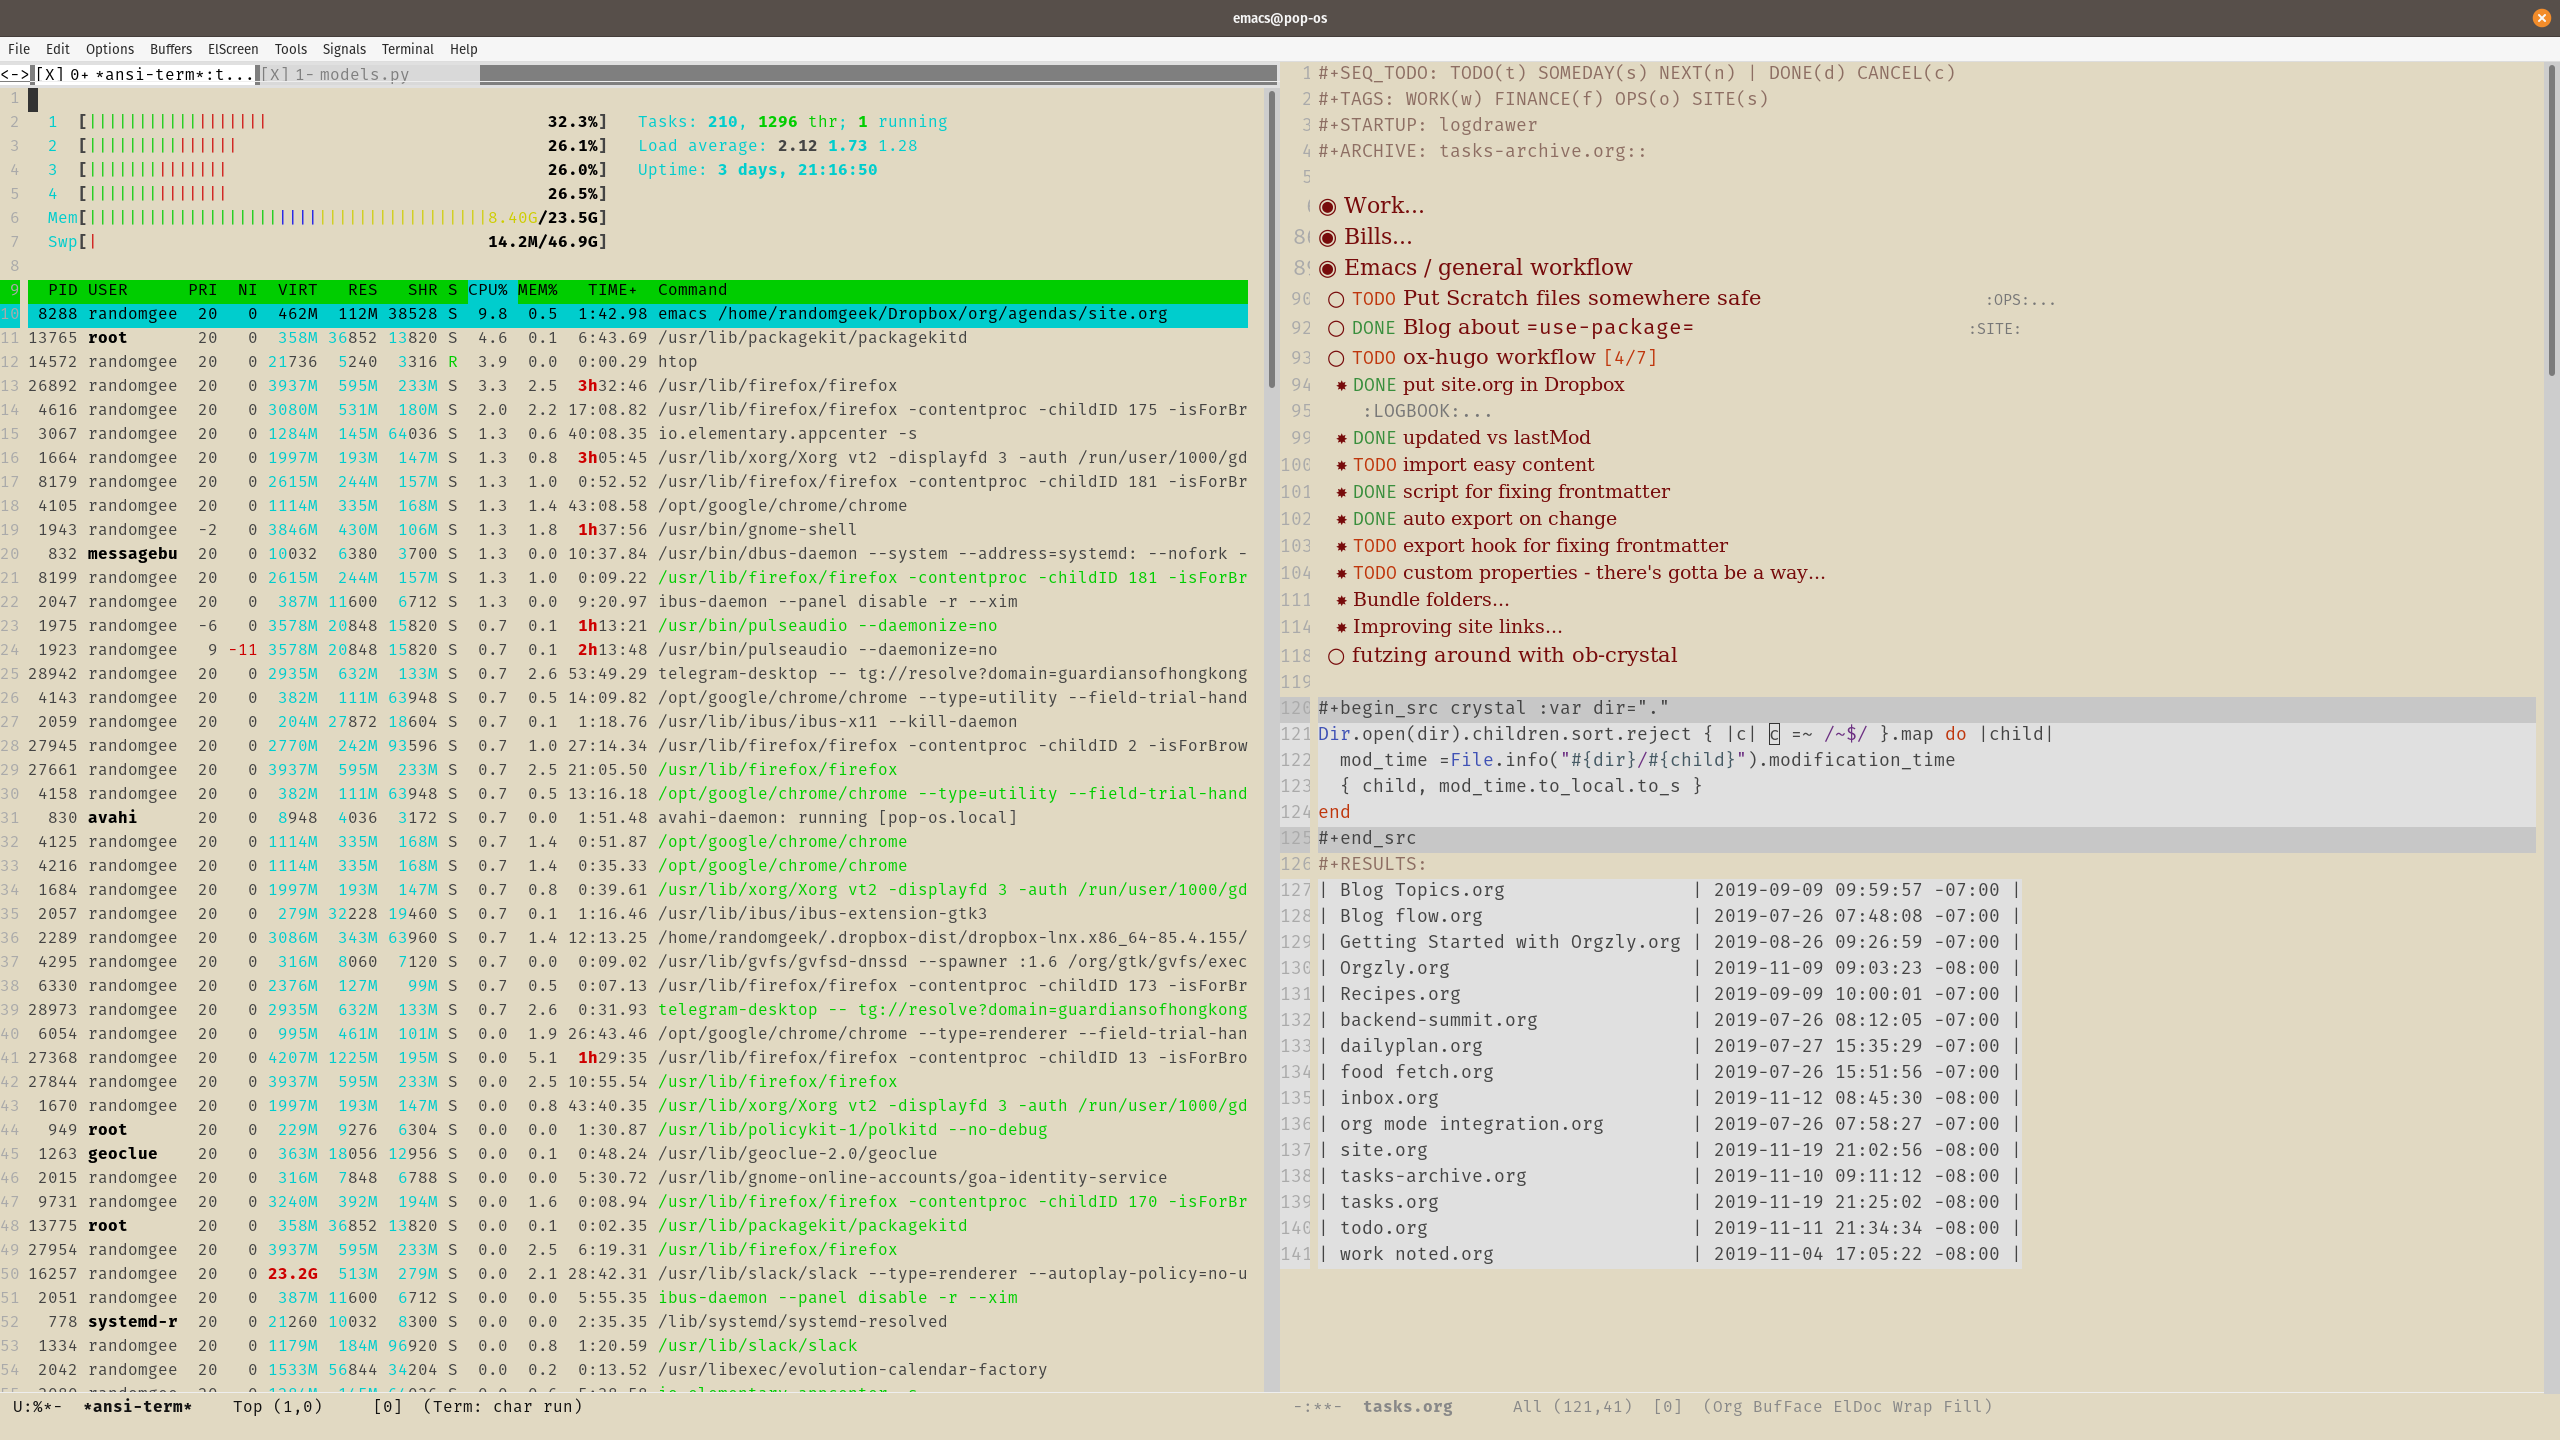 emacs@pop-os
File Edit Options Buffers ElScreen Tools Signals Terminal Help
<-> [X] 0+ *ansi-term*:t... [X] 1- models.py
1
2 1 [|||||||||||||||||| 32.3%] Tasks: 210, 1296 thr; 1 running
3 2 [||||||||||||||| 26.1%] Load average: 2.12 1.73 1.28
4 3 [|||||||||||||| 26.0%] Uptime: 3 days, 21:16:50
5 4 [|||||||||||||| 26.5%]
6 Mem[||||||||||||||||||||||||||||||||||||||||8.40G/23.5G]
7 Swp[| 14.2M/46.9G]
8
9 PID USER PRI NI VIRT RES SHR S CPU% MEM% TIME+ Command
10 8288 randomgee 20 0 462M 112M 38528 S 9.8 0.5 1:42.98 emacs /home/randomgeek/Dropbox/org/agendas/site.org
11 13765 root 20 0 358M 36852 13820 S 4.6 0.1 6:43.69 /usr/lib/packagekit/packagekitd
12 14572 randomgee 20 0 21736 5240 3316 R 3.9 0.0 0:00.29 htop
13 26892 randomgee 20 0 3937M 595M 233M S 3.3 2.5 3h32:46 /usr/lib/firefox/firefox
14 4616 randomgee 20 0 3080M 531M 180M S 2.0 2.2 17:08.82 /usr/lib/firefox/firefox -contentproc -childID 175 -isForBr
15 3067 randomgee 20 0 1284M 145M 64036 S 1.3 0.6 40:08.35 io.elementary.appcenter -s
16 1664 randomgee 20 0 1997M 193M 147M S 1.3 0.8 3h05:45 /usr/lib/xorg/Xorg vt2 -displayfd 3 -auth /run/user/1000/gd
17 8179 randomgee 20 0 2615M 244M 157M S 1.3 1.0 0:52.52 /usr/lib/firefox/firefox -contentproc -childID 181 -isForBr
18 4105 randomgee 20 0 1114M 335M 168M S 1.3 1.4 43:08.58 /opt/google/chrome/chrome
19 1943 randomgee -2 0 3846M 430M 106M S 1.3 1.8 1h37:56 /usr/bin/gnome-shell
20 832 messagebu 20 0 10032 6380 3700 S 1.3 0.0 10:37.84 /usr/bin/dbus-daemon --system --address=systemd: --nofork -
21 8199 randomgee 20 0 2615M 244M 157M S 1.3 1.0 0:09.22 /usr/lib/firefox/firefox -contentproc -childID 181 -isForBr
22 2047 randomgee 20 0 387M 11600 6712 S 1.3 0.0 9:20.97 ibus-daemon --panel disable -r --xim
23 1975 randomgee -6 0 3578M 20848 15820 S 0.7 0.1 1h13:21 /usr/bin/pulseaudio --daemonize=no
24 1923 randomgee 9 -11 3578M 20848 15820 S 0.7 0.1 2h13:48 /usr/bin/pulseaudio --daemonize=no
25 28942 randomgee 20 0 2935M 632M 133M S 0.7 2.6 53:49.29 telegram-desktop -- tg://resolve?domain=guardiansofhongkong
26 4143 randomgee 20 0 382M 111M 63948 S 0.7 0.5 14:09.82 /opt/google/chrome/chrome --type=utility --field-trial-hand
27 2059 randomgee 20 0 204M 27872 18604 S 0.7 0.1 1:18.76 /usr/lib/ibus/ibus-x11 --kill-daemon
28 27945 randomgee 20 0 2770M 242M 93596 S 0.7 1.0 27:14.34 /usr/lib/firefox/firefox -contentproc -childID 2 -isForBrow
29 27661 randomgee 20 0 3937M 595M 233M S 0.7 2.5 21:05.50 /usr/lib/firefox/firefox
30 4158 randomgee 20 0 382M 111M 63948 S 0.7 0.5 13:16.18 /opt/google/chrome/chrome --type=utility --field-trial-hand
31 830 avahi 20 0 8948 4036 3172 S 0.7 0.0 1:51.48 avahi-daemon: running [pop-os.local]
32 4125 randomgee 20 0 1114M 335M 168M S 0.7 1.4 0:51.87 /opt/google/chrome/chrome
33 4216 randomgee 20 0 1114M 335M 168M S 0.7 1.4 0:35.33 /opt/google/chrome/chrome
34 1684 randomgee 20 0 1997M 193M 147M S 0.7 0.8 0:39.61 /usr/lib/xorg/Xorg vt2 -displayfd 3 -auth /run/user/1000/gd
35 2057 randomgee 20 0 279M 32228 19460 S 0.7 0.1 1:16.46 /usr/lib/ibus/ibus-extension-gtk3
36 2289 randomgee 20 0 3086M 343M 63960 S 0.7 1.4 12:13.25 /home/randomgeek/.dropbox-dist/dropbox-lnx.x86_64-85.4.155/
37 4295 randomgee 20 0 316M 8060 7120 S 0.7 0.0 0:09.02 /usr/lib/gvfs/gvfsd-dnssd --spawner :1.6 /org/gtk/gvfs/exec
38 6330 randomgee 20 0 2376M 127M 99M S 0.7 0.5 0:07.13 /usr/lib/firefox/firefox -contentproc -childID 173 -isForBr
39 28973 randomgee 20 0 2935M 632M 133M S 0.7 2.6 0:31.93 telegram-desktop -- tg://resolve?domain=guardiansofhongkong
40 6054 randomgee 20 0 995M 461M 101M S 0.0 1.9 26:43.46 /opt/google/chrome/chrome --type=renderer --field-trial-han
41 27368 randomgee 20 0 4207M 1225M 195M S 0.0 5.1 1h29:35 /usr/lib/firefox/firefox -contentproc -childID 13 -isForBro
42 27844 randomgee 20 0 3937M 595M 233M S 0.0 2.5 10:55.54 /usr/lib/firefox/firefox
43 1670 randomgee 20 0 1997M 193M 147M S 0.0 0.8 43:40.35 /usr/lib/xorg/Xorg vt2 -displayfd 3 -auth /run/user/1000/gd
44 949 root 20 0 229M 9276 6304 S 0.0 0.0 1:30.87 /usr/lib/policykit-1/polkitd --no-debug
45 1263 geoclue 20 0 363M 18056 12956 S 0.0 0.1 0:48.24 /usr/lib/geoclue-2.0/geoclue
46 2015 randomgee 20 0 316M 7848 6788 S 0.0 0.0 5:30.72 /usr/lib/gnome-online-accounts/goa-identity-service
47 9731 randomgee 20 0 3240M 392M 194M S 0.0 1.6 0:08.94 /usr/lib/firefox/firefox -contentproc -childID 170 -isForBr
48 13775 root 20 0 358M 36852 13820 S 0.0 0.1 0:02.35 /usr/lib/packagekit/packagekitd
49 27954 randomgee 20 0 3937M 595M 233M S 0.0 2.5 6:19.31 /usr/lib/firefox/firefox
50 16257 randomgee 20 0 23.2G 513M 279M S 0.0 2.1 28:42.31 /usr/lib/slack/slack --type=renderer --autoplay-policy=no-u
51 2051 randomgee 20 0 387M 11600 6712 S 0.0 0.0 5:55.35 ibus-daemon --panel disable -r --xim
52 778 systemd-r 20 0 21260 10032 8300 S 0.0 0.0 2:35.35 /lib/systemd/systemd-resolved
53 1334 randomgee 20 0 1179M 184M 96920 S 0.0 0.8 1:20.59 /usr/lib/slack/slack
54 2042 randomgee 20 0 1533M 56844 34204 S 0.0 0.2 0:13.52 /usr/libexec/evolution-calendar-factory
U:%*- *ansi-term* Top (1,0) [0] (Term: char run)
1 #+SEQ_TODO: TODO(t) SOMEDAY(s) NEXT(n) | DONE(d) CANCEL(c)
2 #+TAGS: WORK(w) FINANCE(f) OPS(o) SITE(s)
3 #+STARTUP: logdrawer
4 #+ARCHIVE: tasks-archive.org::
5
◉ Work...
◉ Bills...
◉ Emacs / general workflow
90 ○ TODO Put Scratch files somewhere safe :OPS:...
92 ○ DONE Blog about =use-package= :SITE:
93 ○ TODO ox-hugo workflow [4/7]
94 ✸ DONE put site.org in Dropbox
95 :LOGBOOK:...
99 ✸ DONE updated vs lastMod
100 ✸ TODO import easy content
101 ✸ DONE script for fixing frontmatter
102 ✸ DONE auto export on change
103 ✸ TODO export hook for fixing frontmatter
104 ✸ TODO custom properties - there's gotta be a way...
111 ✸ Bundle folders...
114 ✸ Improving site links...
118 ○ futzing around with ob-crystal
119
120 #+begin_src crystal :var dir="."
121 Dir.open(dir).children.sort.reject { |c| c =~ /~$/ }.map do |child|
122 mod_time =File.info("#{dir}/#{child}").modification_time
123 { child, mod_time.to_local.to_s }
124 end
125 #+end_src
126 #+RESULTS:
127 | Blog Topics.org | 2019-09-09 09:59:57 -07:00 |
128 | Blog flow.org | 2019-07-26 07:48:08 -07:00 |
129 | Getting Started with Orgzly.org | 2019-08-26 09:26:59 -07:00 |
130 | Orgzly.org | 2019-11-09 09:03:23 -08:00 |
131 | Recipes.org | 2019-09-09 10:00:01 -07:00 |
132 | backend-summit.org | 2019-07-26 08:12:05 -07:00 |
133 | dailyplan.org | 2019-07-27 15:35:29 -07:00 |
134 | food fetch.org | 2019-07-26 15:51:56 -07:00 |
135 | inbox.org | 2019-11-12 08:45:30 -08:00 |
136 | org mode integration.org | 2019-07-26 07:58:27 -07:00 |
137 | site.org | 2019-11-19 21:02:56 -08:00 |
138 | tasks-archive.org | 2019-11-10 09:11:12 -08:00 |
139 | tasks.org | 2019-11-19 21:25:02 -08:00 |
140 | todo.org | 2019-11-11 21:34:34 -08:00 |
141 | work noted.org | 2019-11-04 17:05:22 -08:00 |
-:**- tasks.org All (121,41) [0] (Org BufFace ElDoc Wrap Fill)